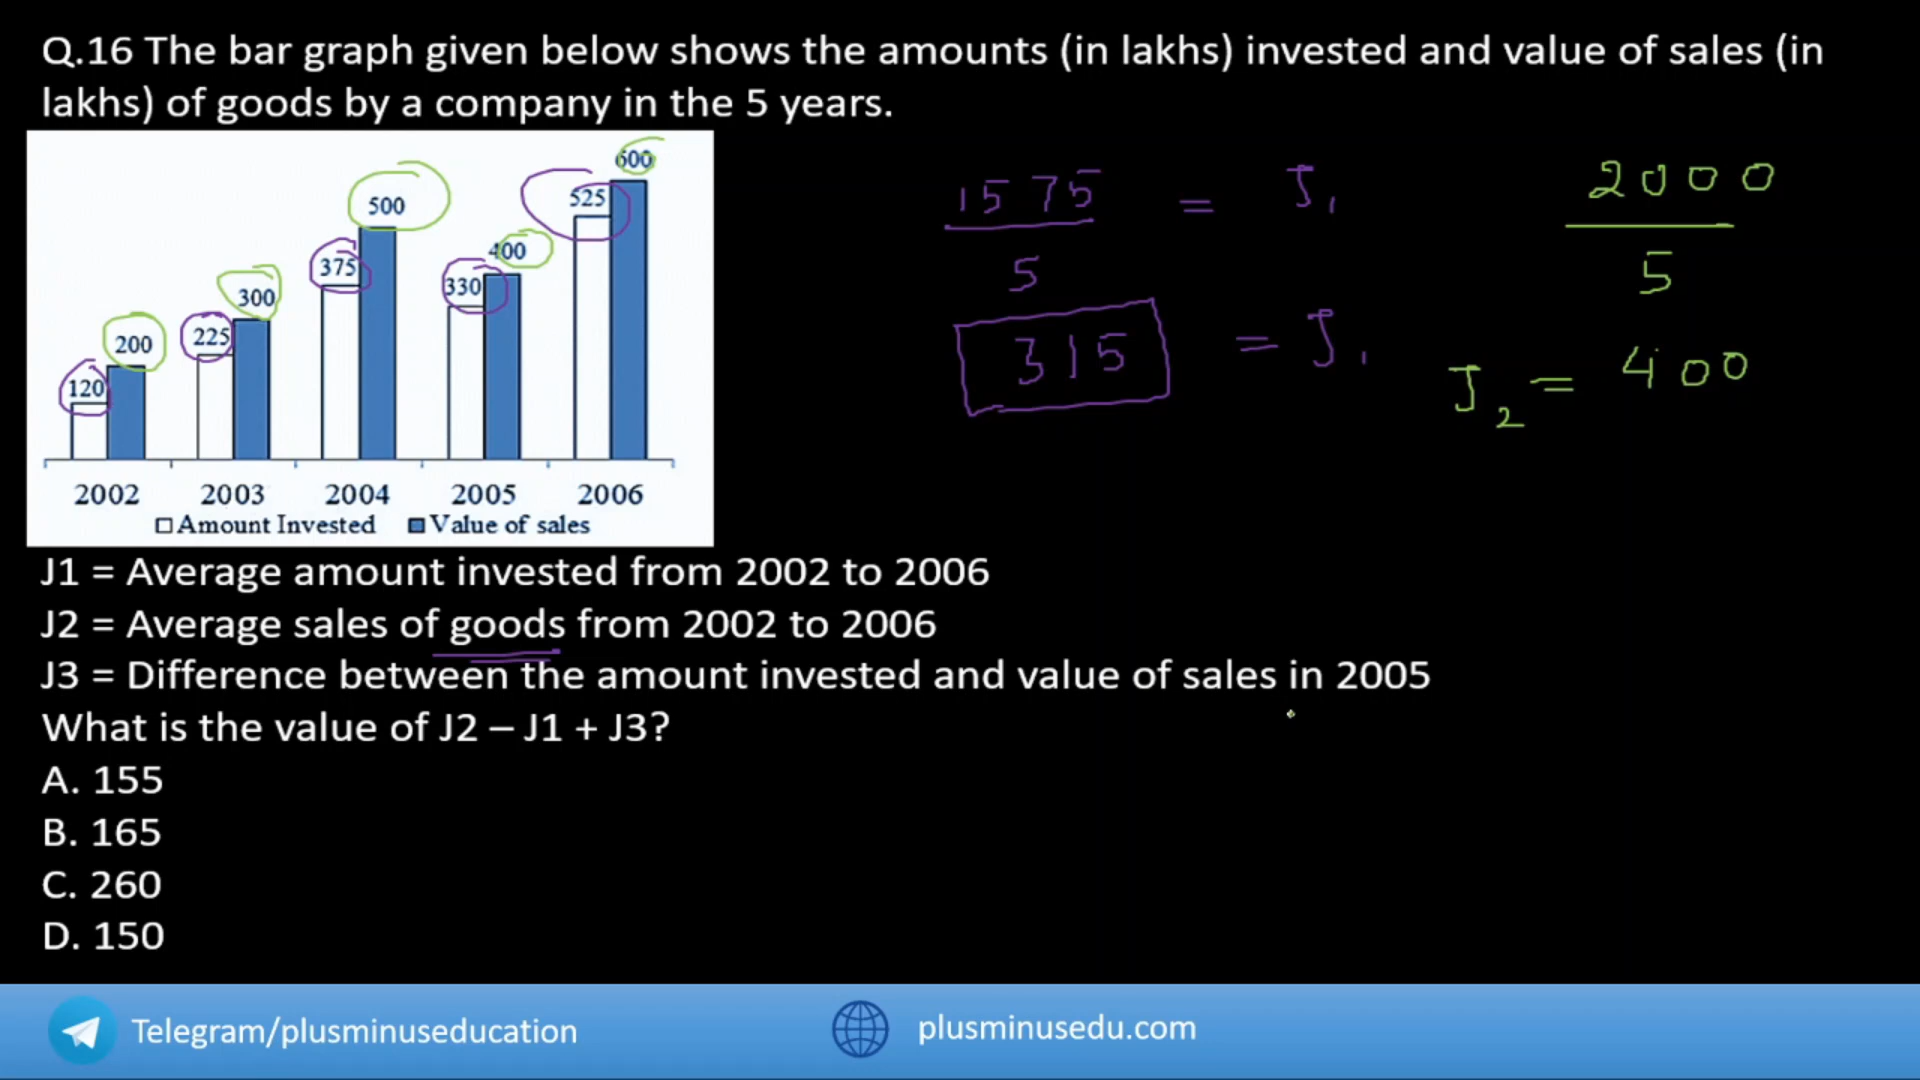 Q.16 The bar graph given below shows the amounts (in lakhs) invested and value of sales (in
lakhs) of goods by a company in the 5 years.
600
525
500
400
375
330
300
225
200
120
2002 2003 2004 2005 2006
Amount Invested Value of sales
1575 = J1
5
315 = J1
2000
5
J2 = 400
J1 = Average amount invested from 2002 to 2006
J2 = Average sales of goods from 2002 to 2006
J3 = Difference between the amount invested and value of sales in 2005
What is the value of J2 – J1 + J3?
A. 155
B. 165
C. 260
D. 150
Telegram/plusminuseducation
plusminusedu.com